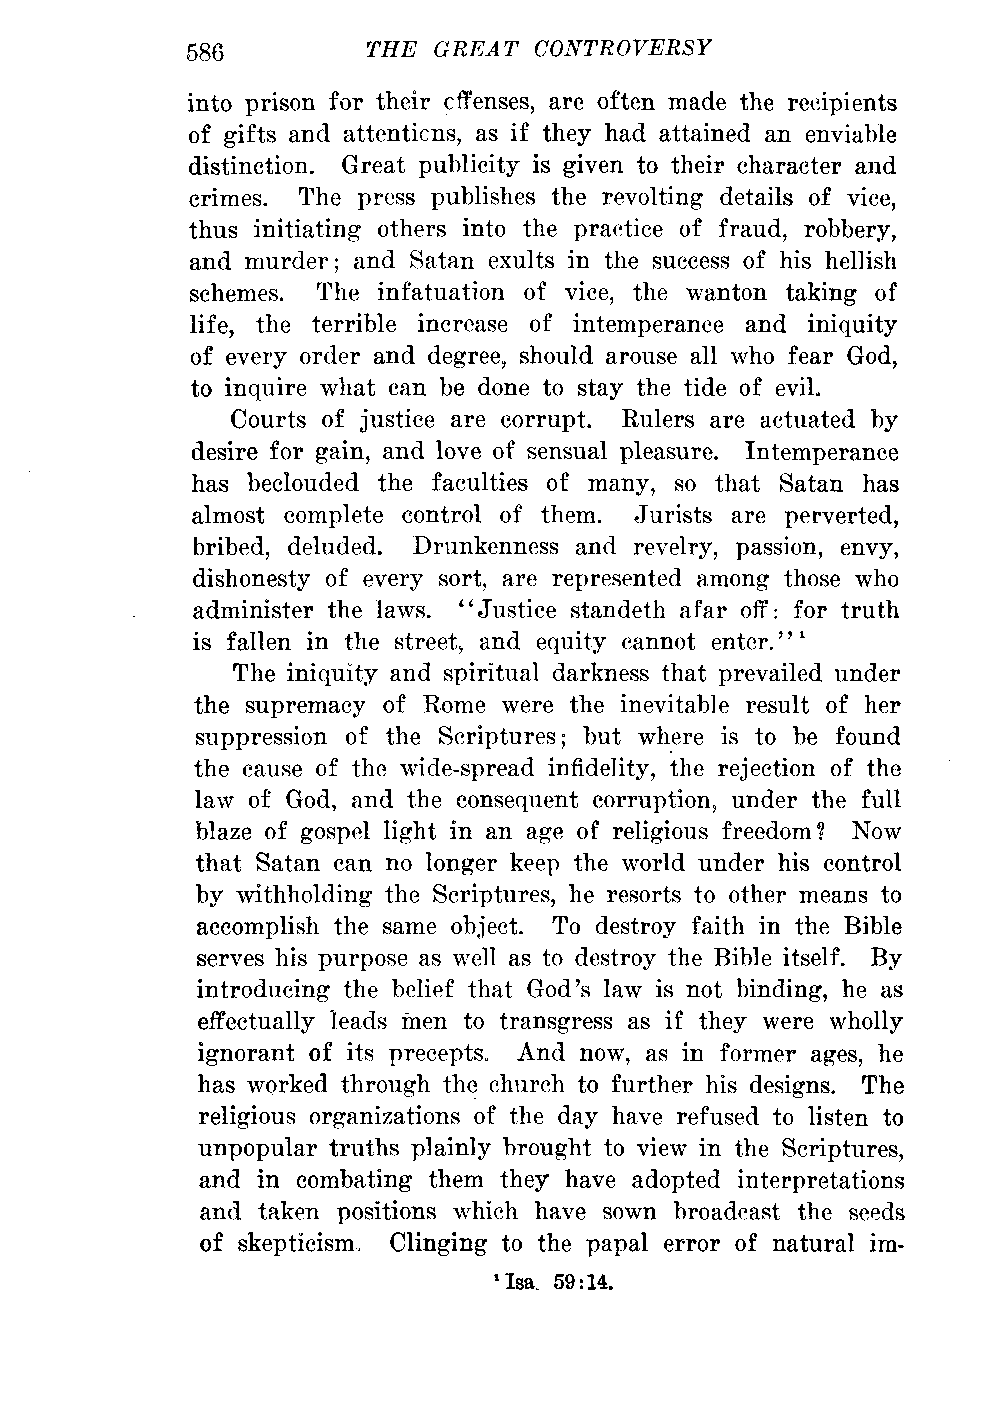 586 THE GREAT CONTROVERSY
into prison for their offenses, are often made the recipients
of gifts and attentions, as if they had attained an enviable
distinction. Great publicity is given to their character and
crimes. The press publishes the revolting details of vice,
thus initiating others into the practice of fraud, robbery,
and murder; and Satan exults in the success of his hellish
schemes. The infatuation of vice, the wanton taking of
life, the terrible increase of intemperance and iniquity
of every order and degree, should arouse all who fear God,
to inquire what can be done to stay the tide of evil.
Courts of justice are corrupt. Rulers are actuated by
desire for gain, and love of sensual pleasure. Intemperance
has beclouded the faculties of many, so that Satan has
almost complete control of them. Jurists are perverted,
bribed, deluded. Drunkenness and revelry, passion, envy,
dishonesty of every sort, are represented among those who
administer the laws. "Justice standeth afar off: for truth
is fallen in the street, and equity cannot enter."¹
The iniquity and spiritual darkness that prevailed under
the supremacy of Rome were the inevitable result of her
suppression of the Scriptures; but where is to be found
the cause of the wide-spread infidelity, the rejection of the
law of God, and the consequent corruption, under the full
blaze of gospel light in an age of religious freedom? Now
that Satan can no longer keep the world under his control
by withholding the Scriptures, he resorts to other means to
accomplish the same object. To destroy faith in the Bible
serves his purpose as well as to destroy the Bible itself. By
introducing the belief that God's law is not binding, he as
effectually leads men to transgress as if they were wholly
ignorant of its precepts. And now, as in former ages, he
has worked through the church to further his designs. The
religious organizations of the day have refused to listen to
unpopular truths plainly brought to view in the Scriptures,
and in combating them they have adopted interpretations
and taken positions which have sown broadcast the seeds
of skepticism. Clinging to the papal error of natural im-
¹ Isa. 59:14.